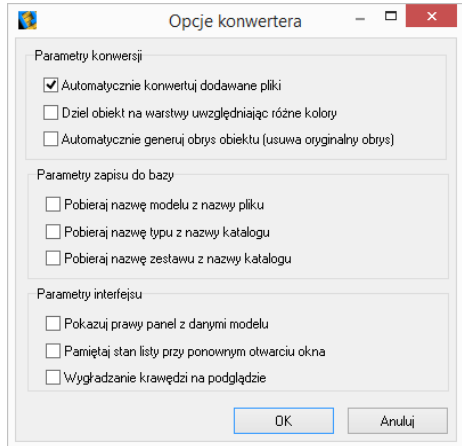 Opcje konwertera
Parametry konwersji
Automatycznie konwertuj dodawane pliki
Dziel obiekt na warstwy uwzględniając różne kolory
Automatycznie generuj obrys obiektu (usuwa oryginalny obrys)
Parametry zapisu do bazy
Pobieraj nazwę modelu z nazwy pliku
Pobieraj nazwę typu z nazwy katalogu
Pobieraj nazwę zestawu z nazwy katalogu
Parametry interfejsu
Pokazuj prawy panel z danymi modelu
Pamiętaj stan listy przy ponownym otwarciu okna
Wygładzanie krawędzi na podglądzie
OK Anuluj